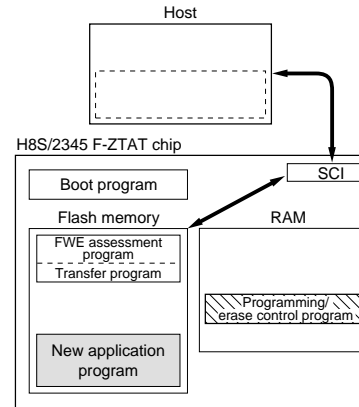 Host
H8S/2345 F-ZTAT chip
SCI
Boot program
Flash memory
RAM
FWE assessment
program
Transfer program
Programming/
erase control program
New application
program